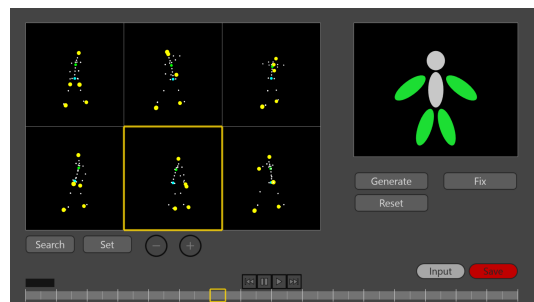 Generate
Fix
Reset
Search
Set
Input
Save